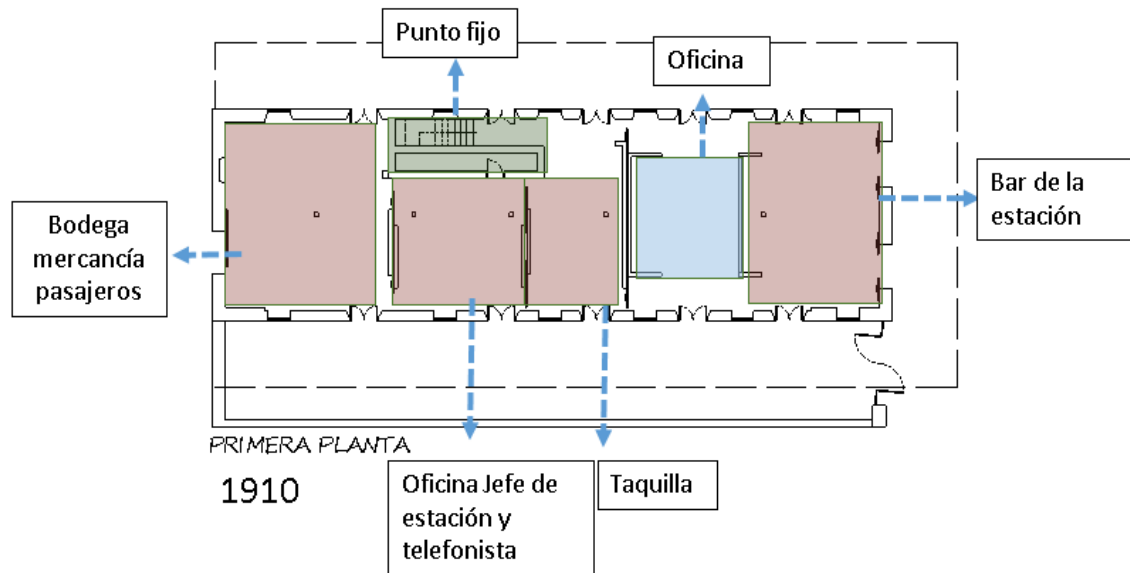 Punto fijo
Oficina
Bar de la
estación
Bodega
mercancía
pasajeros
PRIMERA PLANTA
1910
Oficina Jefe de
estación y
telefonista
Taquilla